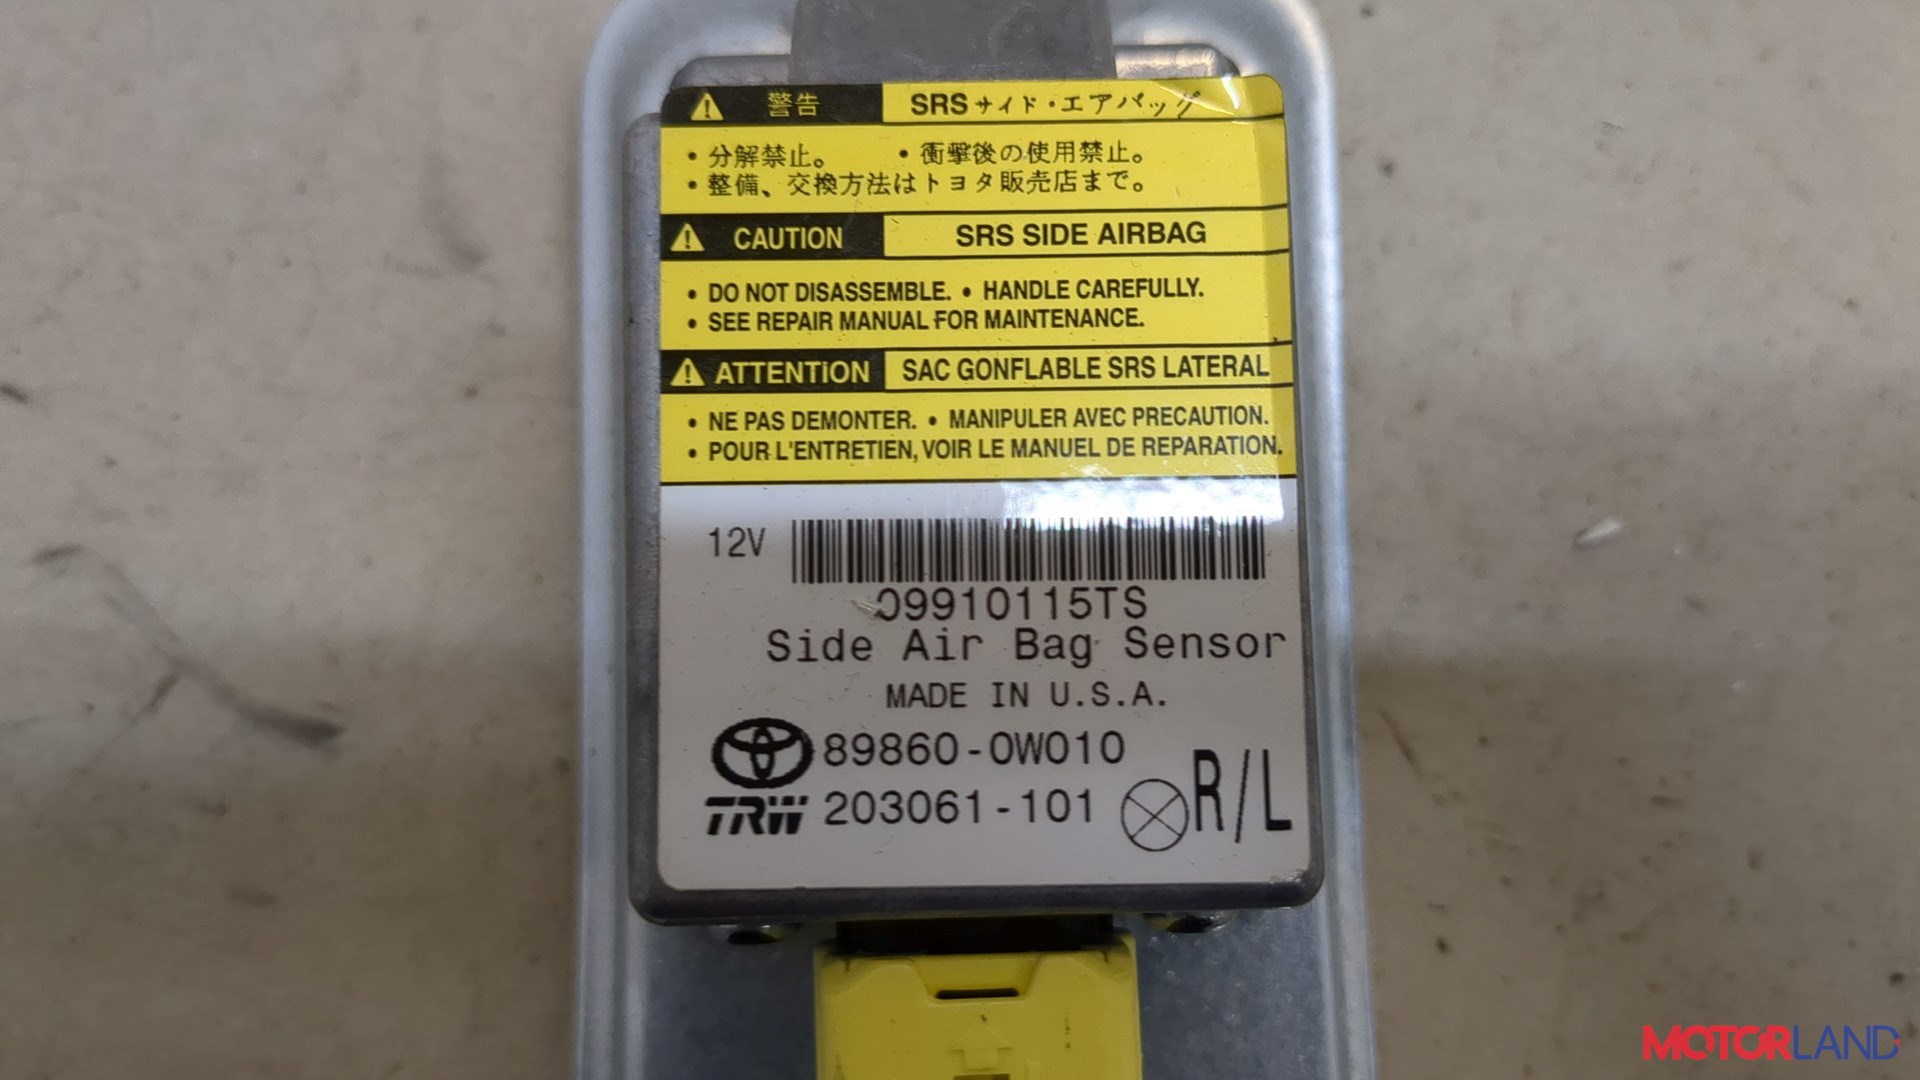 ⚠ 警告 SRSサイド・エアバッグ
・分解禁止。 ・衝撃後の使用禁止。
・整備、交換方法はトヨタ販売店まで。
⚠ CAUTION SRS SIDE AIRBAG
• DO NOT DISASSEMBLE. • HANDLE CAREFULLY.
• SEE REPAIR MANUAL FOR MAINTENANCE.
⚠ ATTENTION SAC GONFLABLE SRS LATERAL
• NE PAS DEMONTER. • MANIPULER AVEC PRECAUTION.
• POUR L'ENTRETIEN, VOIR LE MANUEL DE REPARATION.
12V
09910115TS
Side Air Bag Sensor
MADE IN U.S.A.
89860-0W010
TRW 203061-101 R/L
MOTORLAND